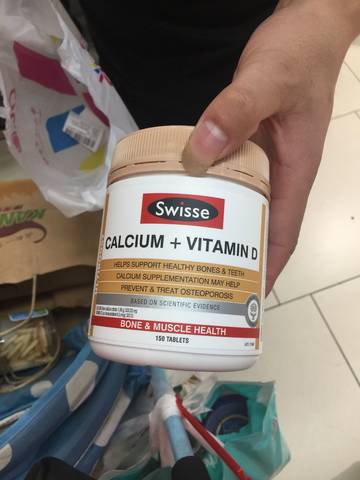 Swisse
CALCIUM + VITAMIN D
HELPS SUPPORT HEALTHY BONES & TEETH
CALCIUM SUPPLEMENTATION MAY HELP
PREVENT & TREAT OSTEOPOROSIS
BASED ON SCIENTIFIC EVIDENCE
BONE & MUSCLE HEALTH
150 TABLETS